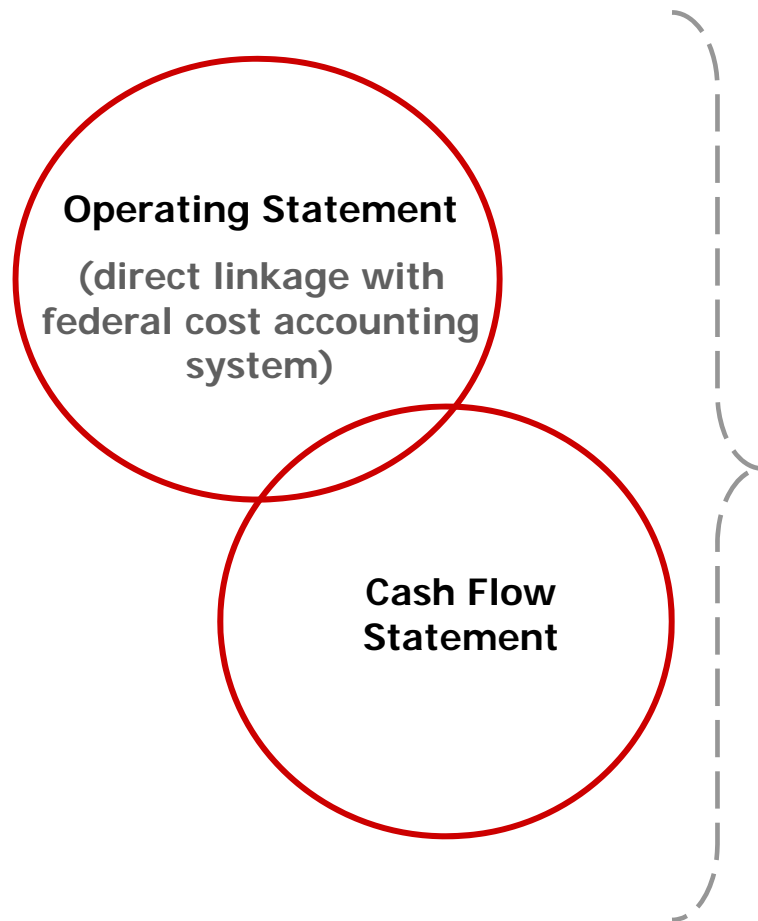 Operating Statement
(direct linkage with
federal cost accounting
system)
Cash Flow
Statement